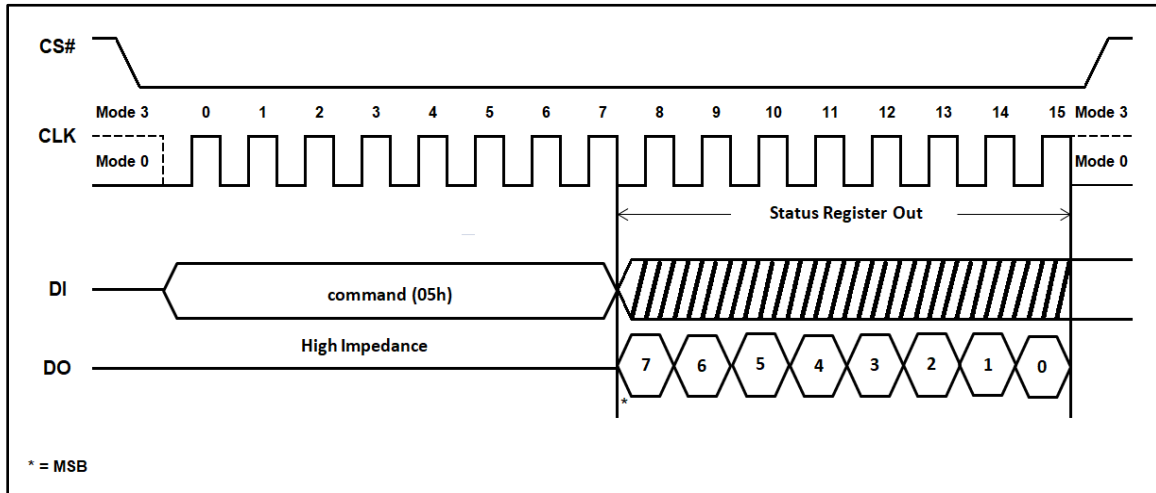 CS#
Mode 3 0 1 2 3 4 5 6 7 8 9 10 11 12 13 14 15 Mode 3
CLK
Mode 0 Mode 0
Status Register Out
DI command (05h)
High Impedance
DO 7 6 5 4 3 2 1 0
*
* = MSB